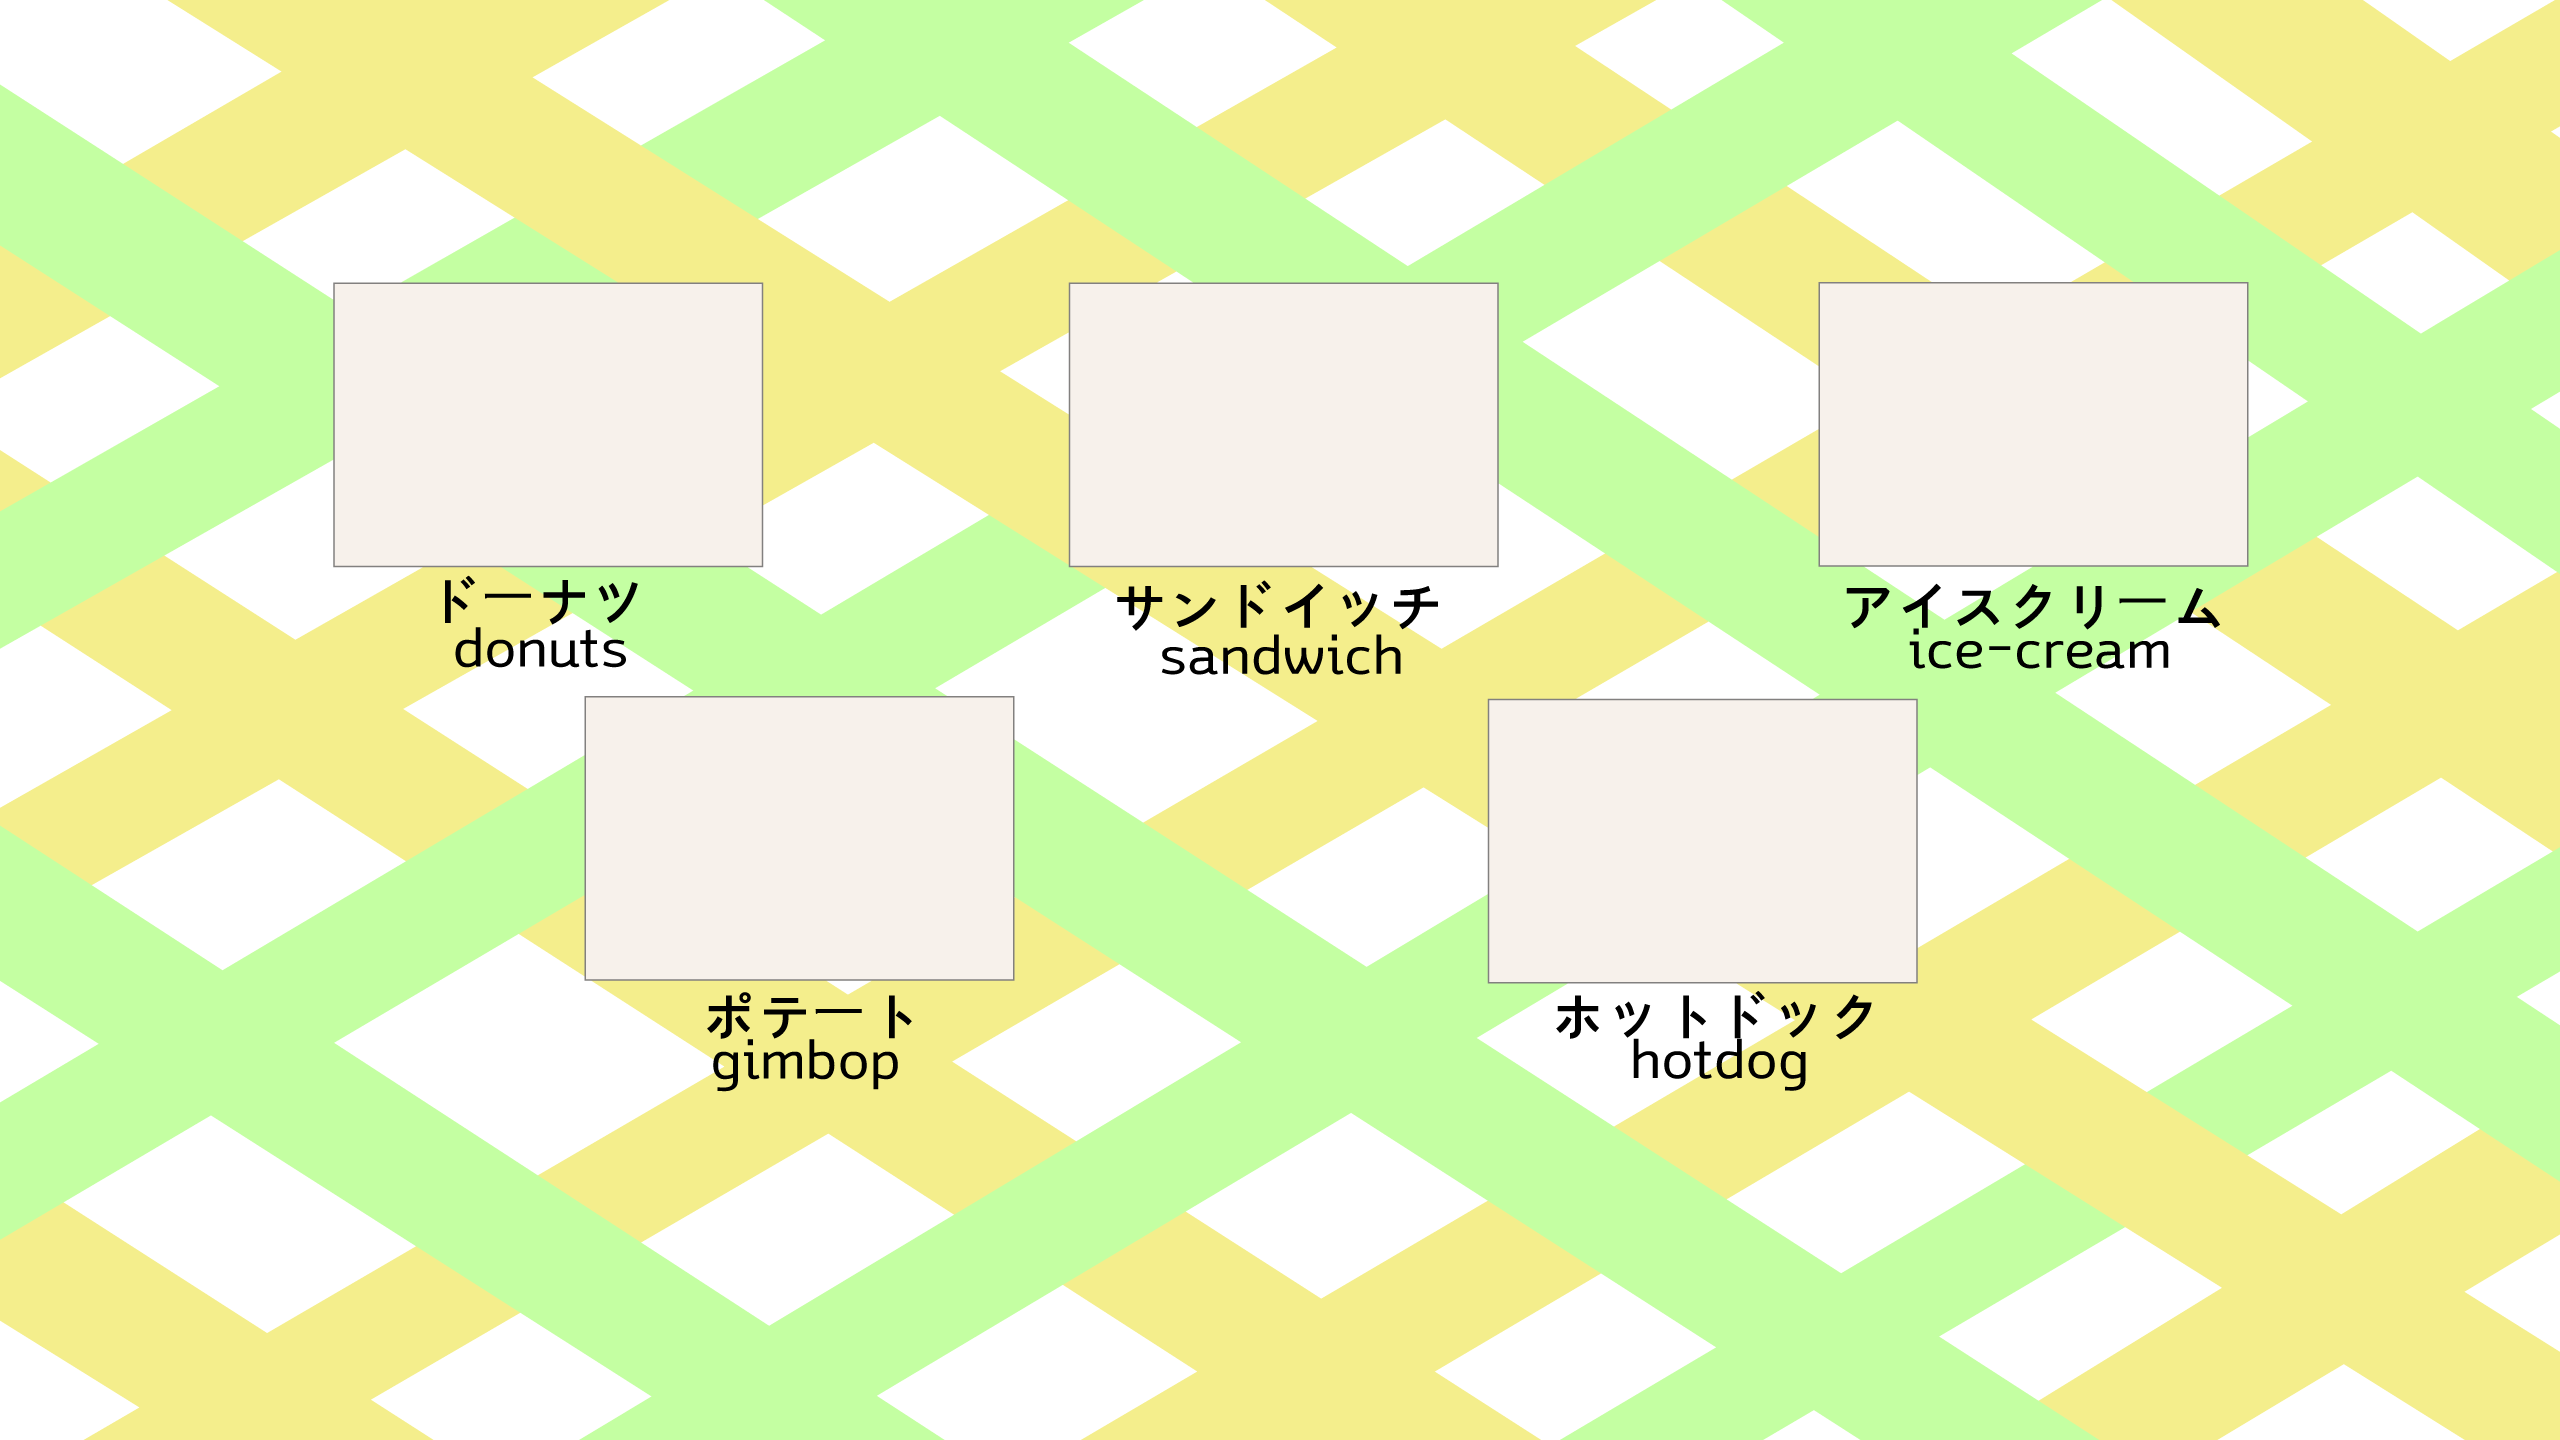 ドーナツ
donuts
サンドイッチ
sandwich
アイスクリーム
ice-cream
ポテート
gimbop
ホットドック
hotdog